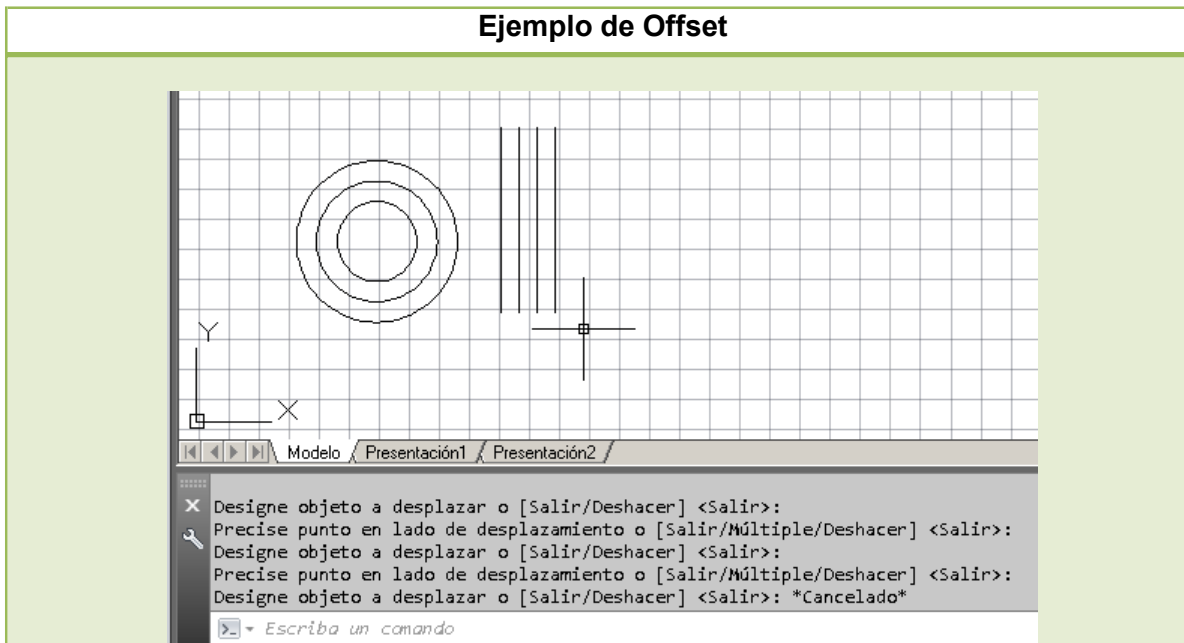 Ejemplo de Offset
Y
X
Modelo Presentación1 Presentación2
Designe objeto a desplazar o [Salir/Deshacer] <Salir>:
Precise punto en lado de desplazamiento o [Salir/Múltiple/Deshacer] <Salir>:
Designe objeto a desplazar o [Salir/Deshacer] <Salir>:
Precise punto en lado de desplazamiento o [Salir/Múltiple/Deshacer] <Salir>:
Designe objeto a desplazar o [Salir/Deshacer] <Salir>: *Cancelado*
Escriba un comando